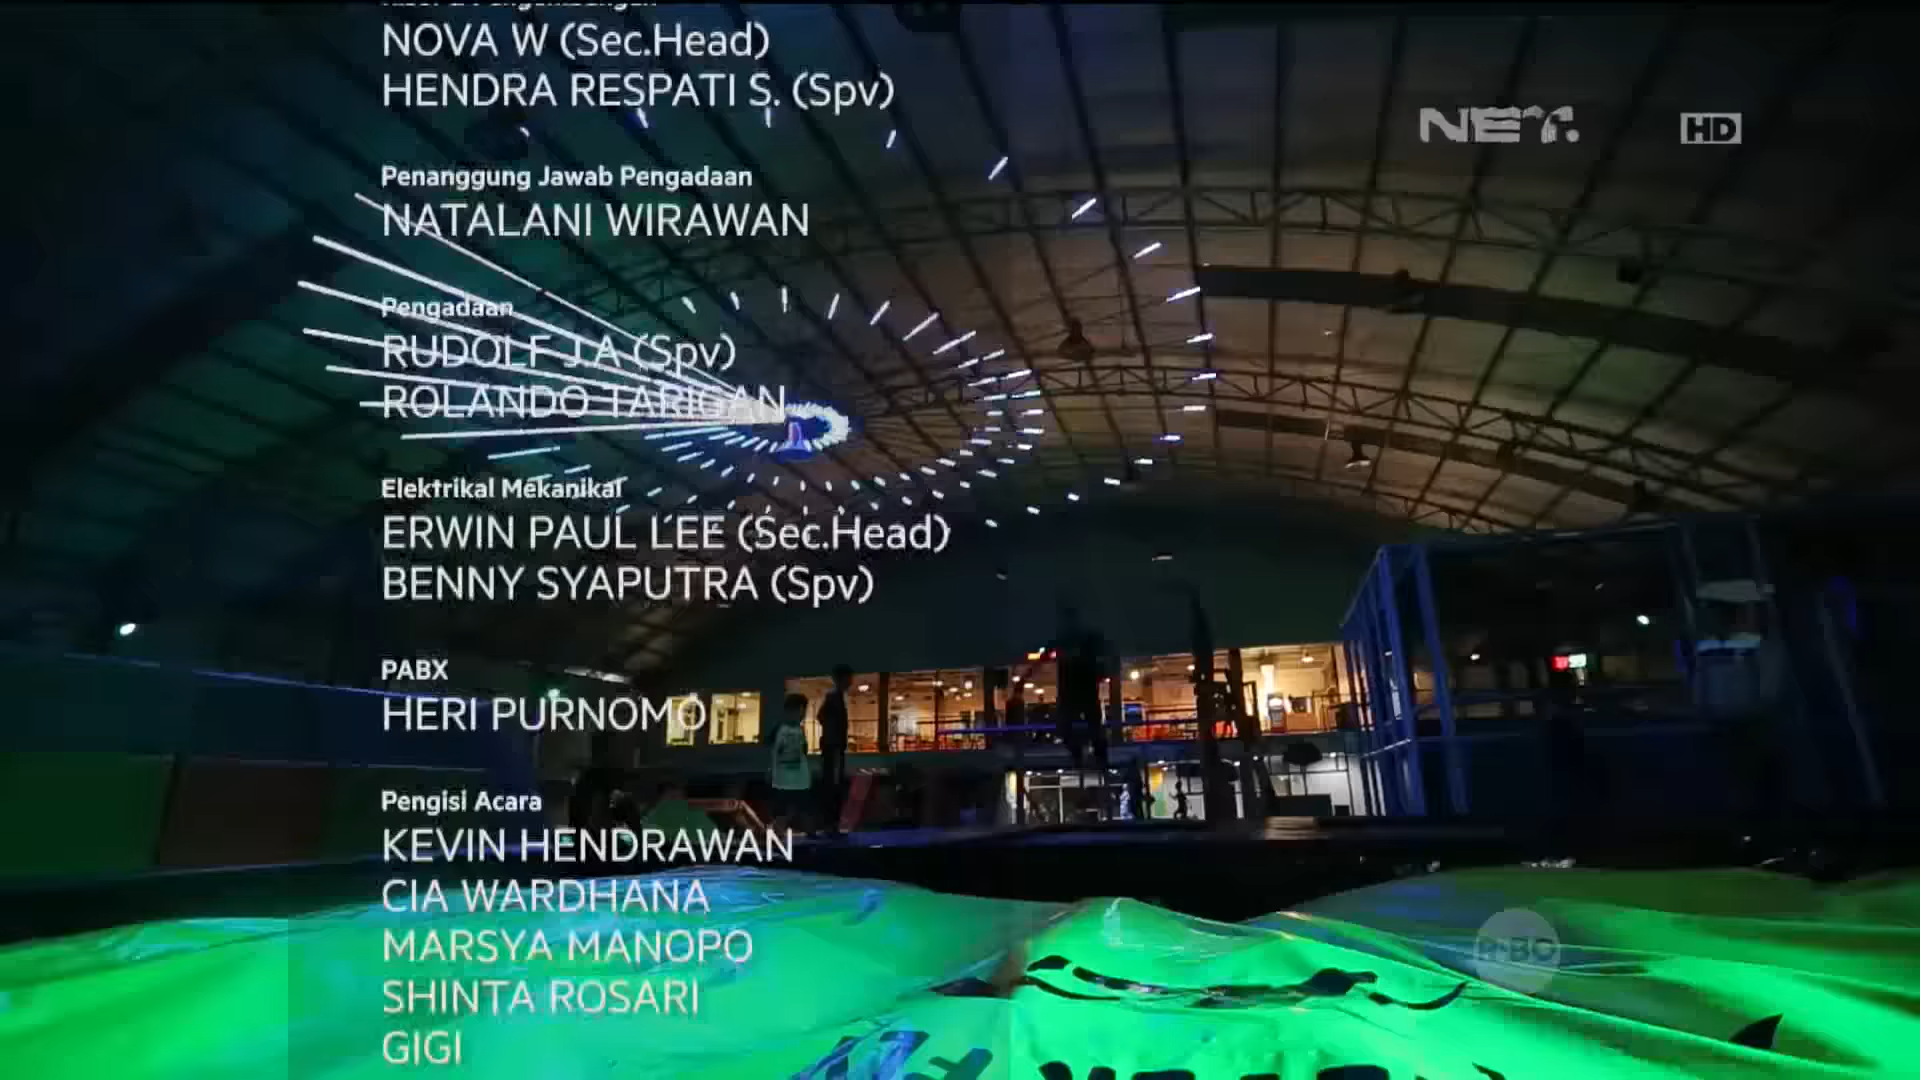 NOVA W (Sec.Head)
HENDRA RESPATI S. (Spv)
Penanggung Jawab Pengadaan
NATALANI WIRAWAN
Pengadaan
RUDOLF J.A (Spv)
ROLANDO TARIGAN
Elektrikal Mekanikal
ERWIN PAUL LEE (Sec.Head)
BENNY SYAPUTRA (Spv)
PABX
HERI PURNOMO
Pengisi Acara
KEVIN HENDRAWAN
CIA WARDHANA
MARSYA MANOPO
SHINTA ROSARI
GIGI
NET.
HD
R-BO